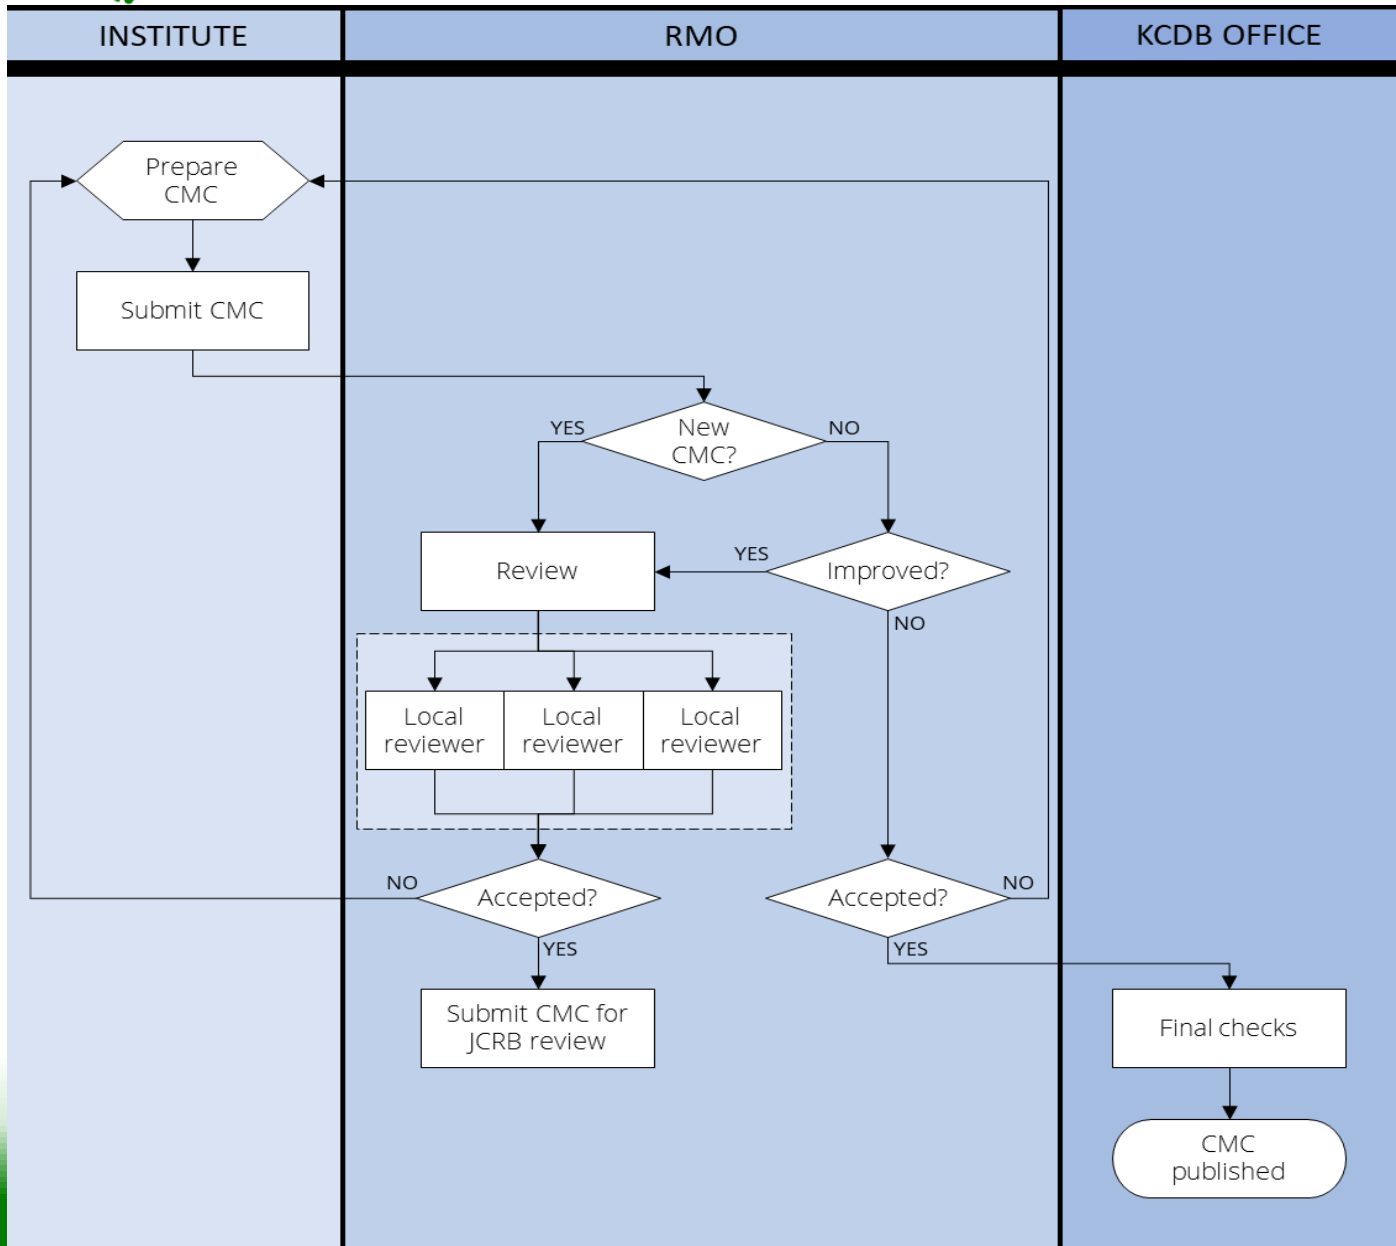 INSTITUTE
RMO
KCDB OFFICE
Prepare
CMC
Submit CMC
New
CMC?
YES
NO
Review
YES
Improved?
NO
Local
reviewer
Local
reviewer
Local
reviewer
NO
Accepted?
YES
Accepted?
NO
YES
Submit CMC for
JCRB review
Final checks
CMC
published